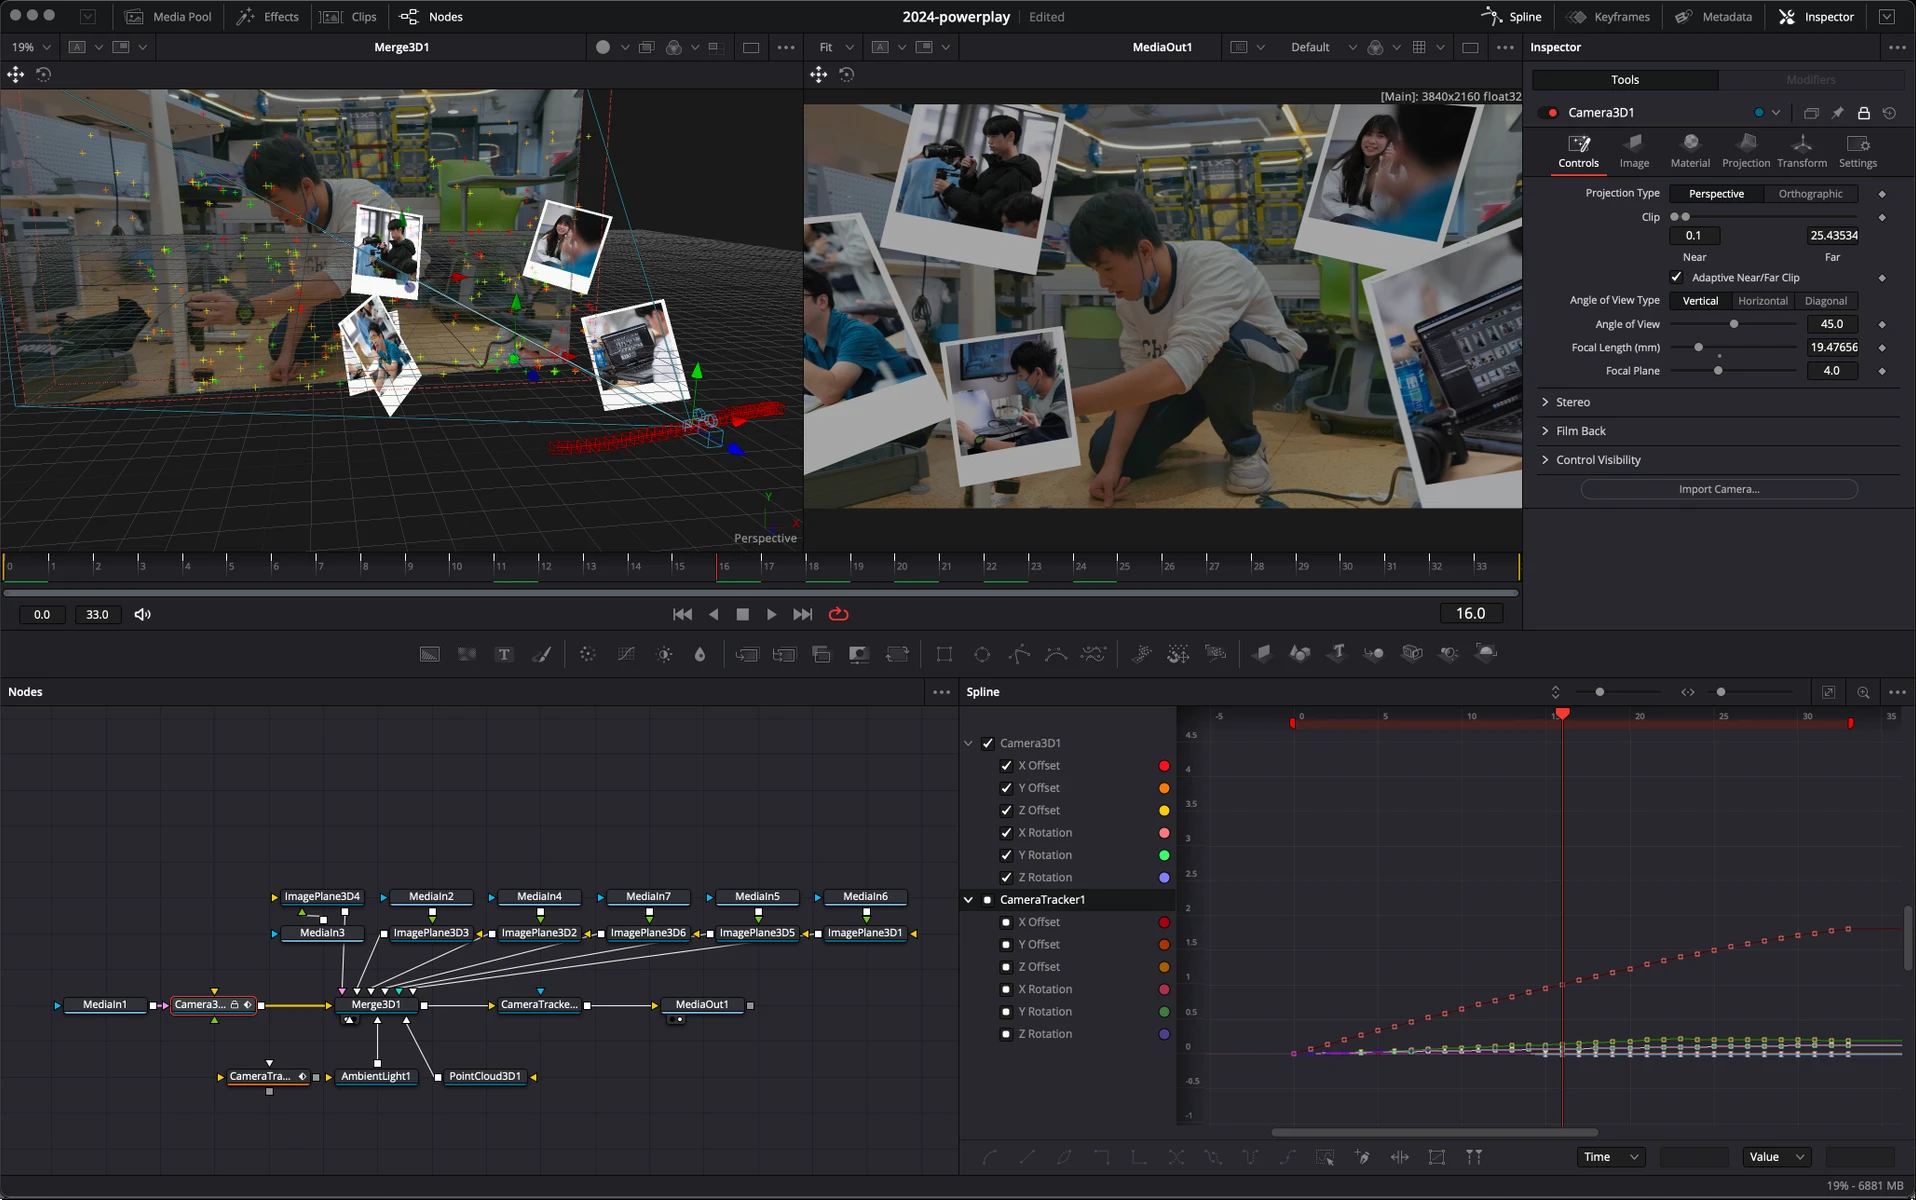 Media Pool Effects Clips Nodes 2024-powerplay Edited Spline Keyframes Metadata Inspector
19% A Merge3D1 Fit A MediaOut1 Default Inspector
Tools Modifiers
[Main]: 3840x2160 float32
Camera3D1
Controls Image Material Projection Transform Settings
Projection Type Perspective Orthographic
Clip
0.1 25.43534
Near Far
Adaptive Near/Far Clip
Angle of View Type Vertical Horizontal Diagonal
Angle of View 45.0
Focal Length (mm) 19.47656
Focal Plane 4.0
Stereo
Film Back
Control Visibility
Import Camera...
Y
X
Perspective
0 1 2 3 4 5 6 7 8 9 10 11 12 13 14 15 16 17 18 19 20 21 22 23 24 25 26 27 28 29 30 31 32 33
0.0 33.0 16.0
T
Nodes
ImagePlane3D4 MediaIn2 MediaIn4 MediaIn7 MediaIn5 MediaIn6
MediaIn3 ImagePlane3D3 ImagePlane3D2 ImagePlane3D6 ImagePlane3D5 ImagePlane3D1
MediaIn1 Camera3... Merge3D1 CameraTracke... MediaOut1
CameraTra... AmbientLight1 PointCloud3D1
Spline
Camera3D1
X Offset
Y Offset
Z Offset
X Rotation
Y Rotation
Z Rotation
CameraTracker1
X Offset
Y Offset
Z Offset
X Rotation
Y Rotation
Z Rotation
-5 0 5 10 20 25 30 35
4.5
4
3.5
3
2.5
2
1.5
1
0.5
0
-0.5
-1
Time Value
19% - 6881 MB